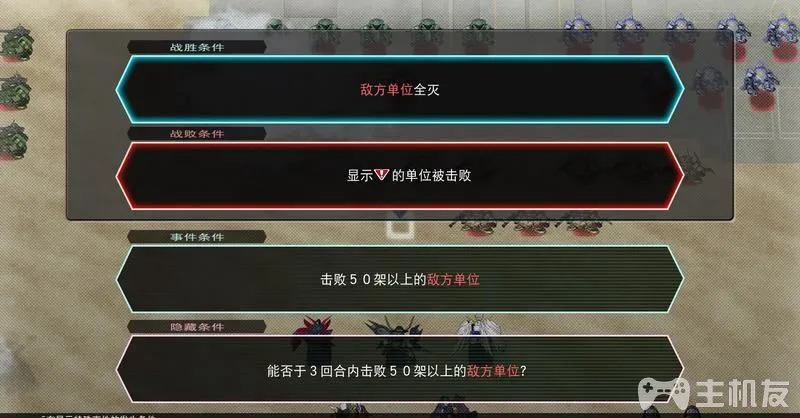 战胜条件
敌方单位全灭
战败条件
显示!的单位被击败
事件条件
击败50架以上的敌方单位
隐藏条件
能否于3回合内击败50架以上的敌方单位?
主机友